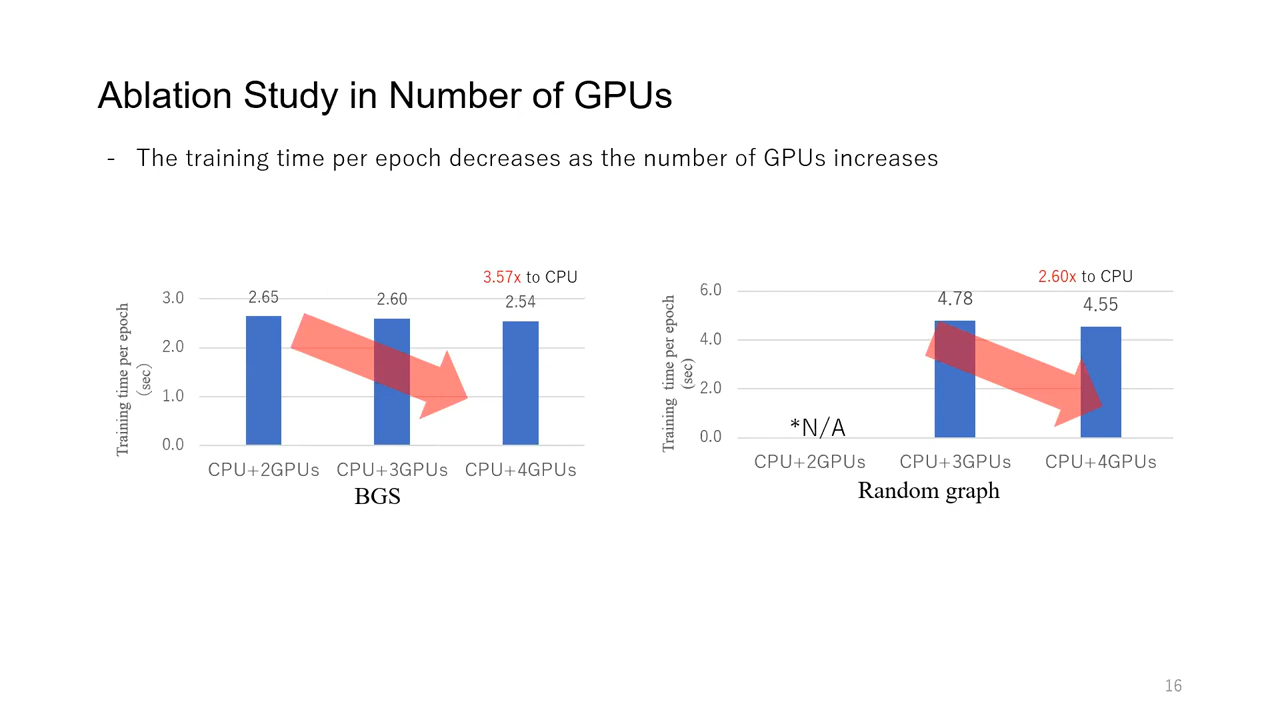 Ablation Study in Number of GPUs
- The training time per epoch decreases as the number of GPUs increases
3.57x to CPU
Training time per epoch
(sec)
3.0
2.0
1.0
0.0
2.65
2.60
2.54
CPU+2GPUs CPU+3GPUs CPU+4GPUs
BGS
2.60x to CPU
Training time per epoch
(sec)
6.0
4.0
2.0
0.0
*N/A
4.78
4.55
CPU+2GPUs CPU+3GPUs CPU+4GPUs
Random graph
16